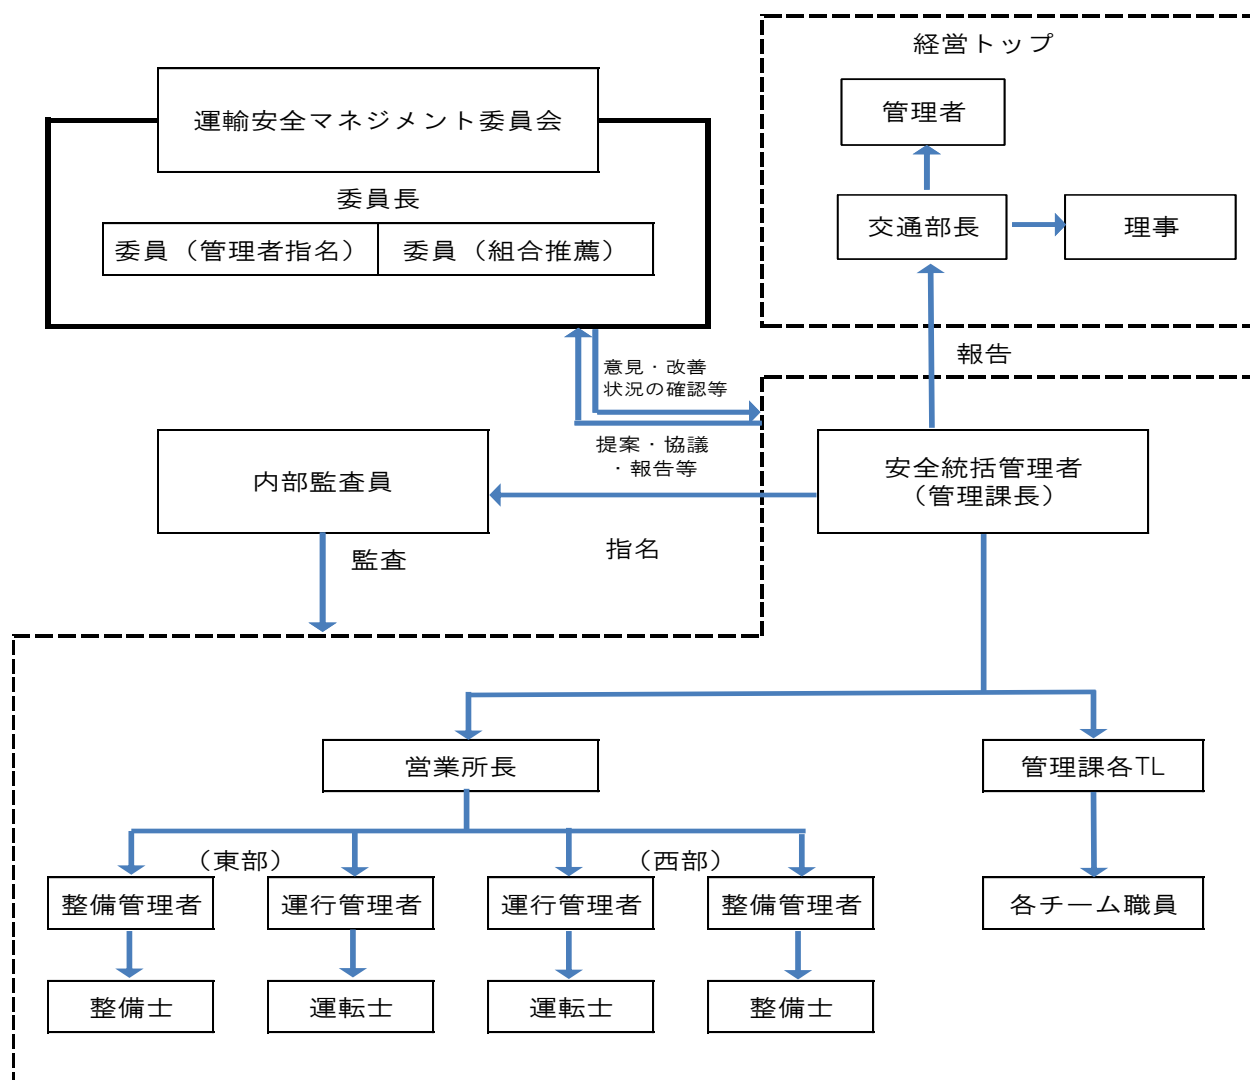 経営トップ
管理者
運輸安全マネジメント委員会
委員長
交通部長
理事
委員（管理者指名）
委員（組合推薦）
報告
意見・改善
状況の確認等
提案・協議
・報告等
安全統括管理者
（管理課長）
内部監査員
指名
監査
営業所長
管理課各TL
（東部）
（西部）
整備管理者
運行管理者
運行管理者
整備管理者
各チーム職員
整備士
運転士
運転士
整備士